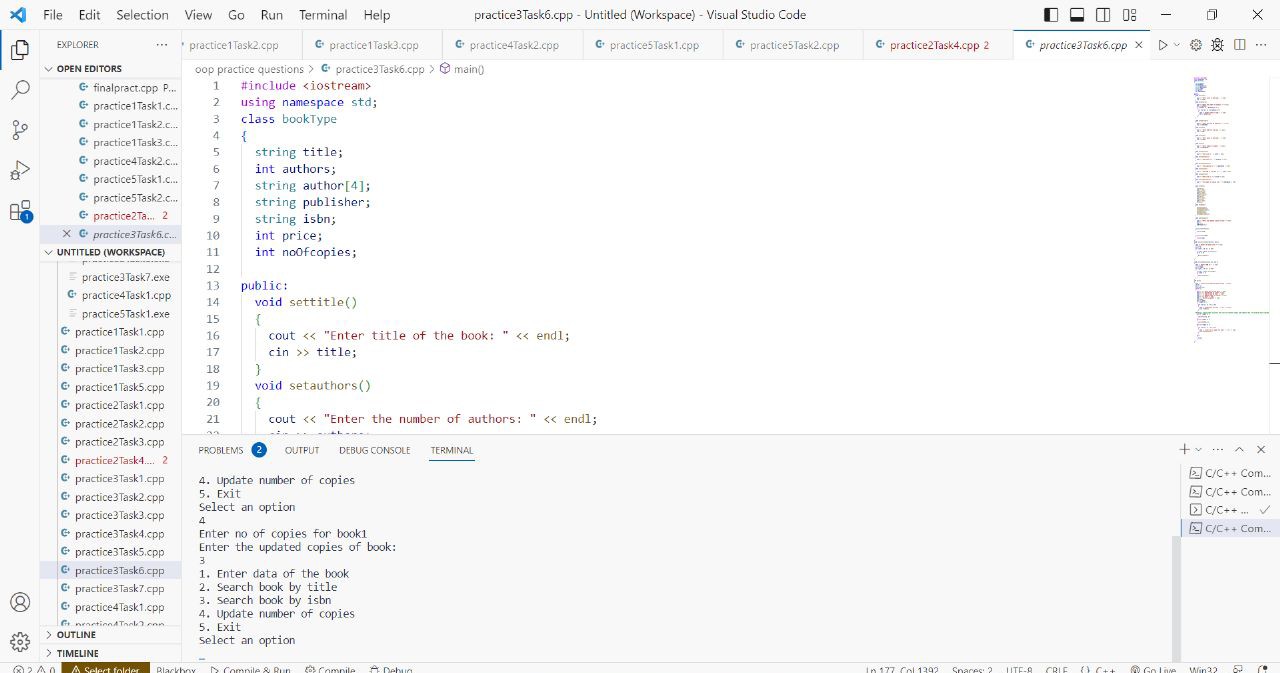 File Edit Selection View Go Run Terminal Help practice3Task6.cpp - Untitled (Workspace) - Visual Studio Code
EXPLORER ... practice1Task2.cpp practice1Task3.cpp practice4Task2.cpp practice5Task1.cpp practice5Task2.cpp practice2Task4.cpp 2 practice3Task6.cpp
OPEN EDITORS
finalpract.cpp P...
practice1Task1.c...
practice1Task2.c...
practice1Task3.c...
practice4Task2.c...
practice5Task1.c...
practice5Task2.c...
practice2Ta... 2
practice3Task6.c...
UNTITLED (WORKSPACE)
practice3Task7.exe
practice4Task1.cpp
practice5Task1.exe
practice1Task1.cpp
practice1Task2.cpp
practice1Task3.cpp
practice1Task5.cpp
practice2Task1.cpp
practice2Task2.cpp
practice2Task3.cpp
practice2Task4.... 2
practice3Task1.cpp
practice3Task2.cpp
practice3Task3.cpp
practice3Task4.cpp
practice3Task5.cpp
practice3Task6.cpp
practice3Task7.cpp
practice4Task1.cpp
practice4Task2.cpp
OUTLINE
TIMELINE
1
oop practice questions > practice3Task6.cpp > main()
1 #include <iostream>
2 using namespace std;
3 class bookType
4 {
5 string title;
6 int authors;
7 string author[4];
8 string publisher;
9 string isbn;
10 int price;
11 int noOfCopies;
12
13 public:
14 void settitle()
15 {
16 cout << "Enter title of the book: " << endl;
17 cin >> title;
18 }
19 void setauthors()
20 {
21 cout << "Enter the number of authors: " << endl;
22 cin >> authors;
PROBLEMS 2 OUTPUT DEBUG CONSOLE TERMINAL
4. Update number of copies
5. Exit
Select an option
4
Enter no of copies for book1
Enter the updated copies of book:
3
1. Enter data of the book
2. Search book by title
3. Search book by isbn
4. Update number of copies
5. Exit
Select an option
C/C++ Com...
C/C++ Com...
C/C++ ...
C/C++ Com...
2 0 Select folder Blackbox Compile & Run Compile Debug Ln 177, Col 1392 Spaces: 2 UTF-8 CRLF {} C++ Go Live Win32